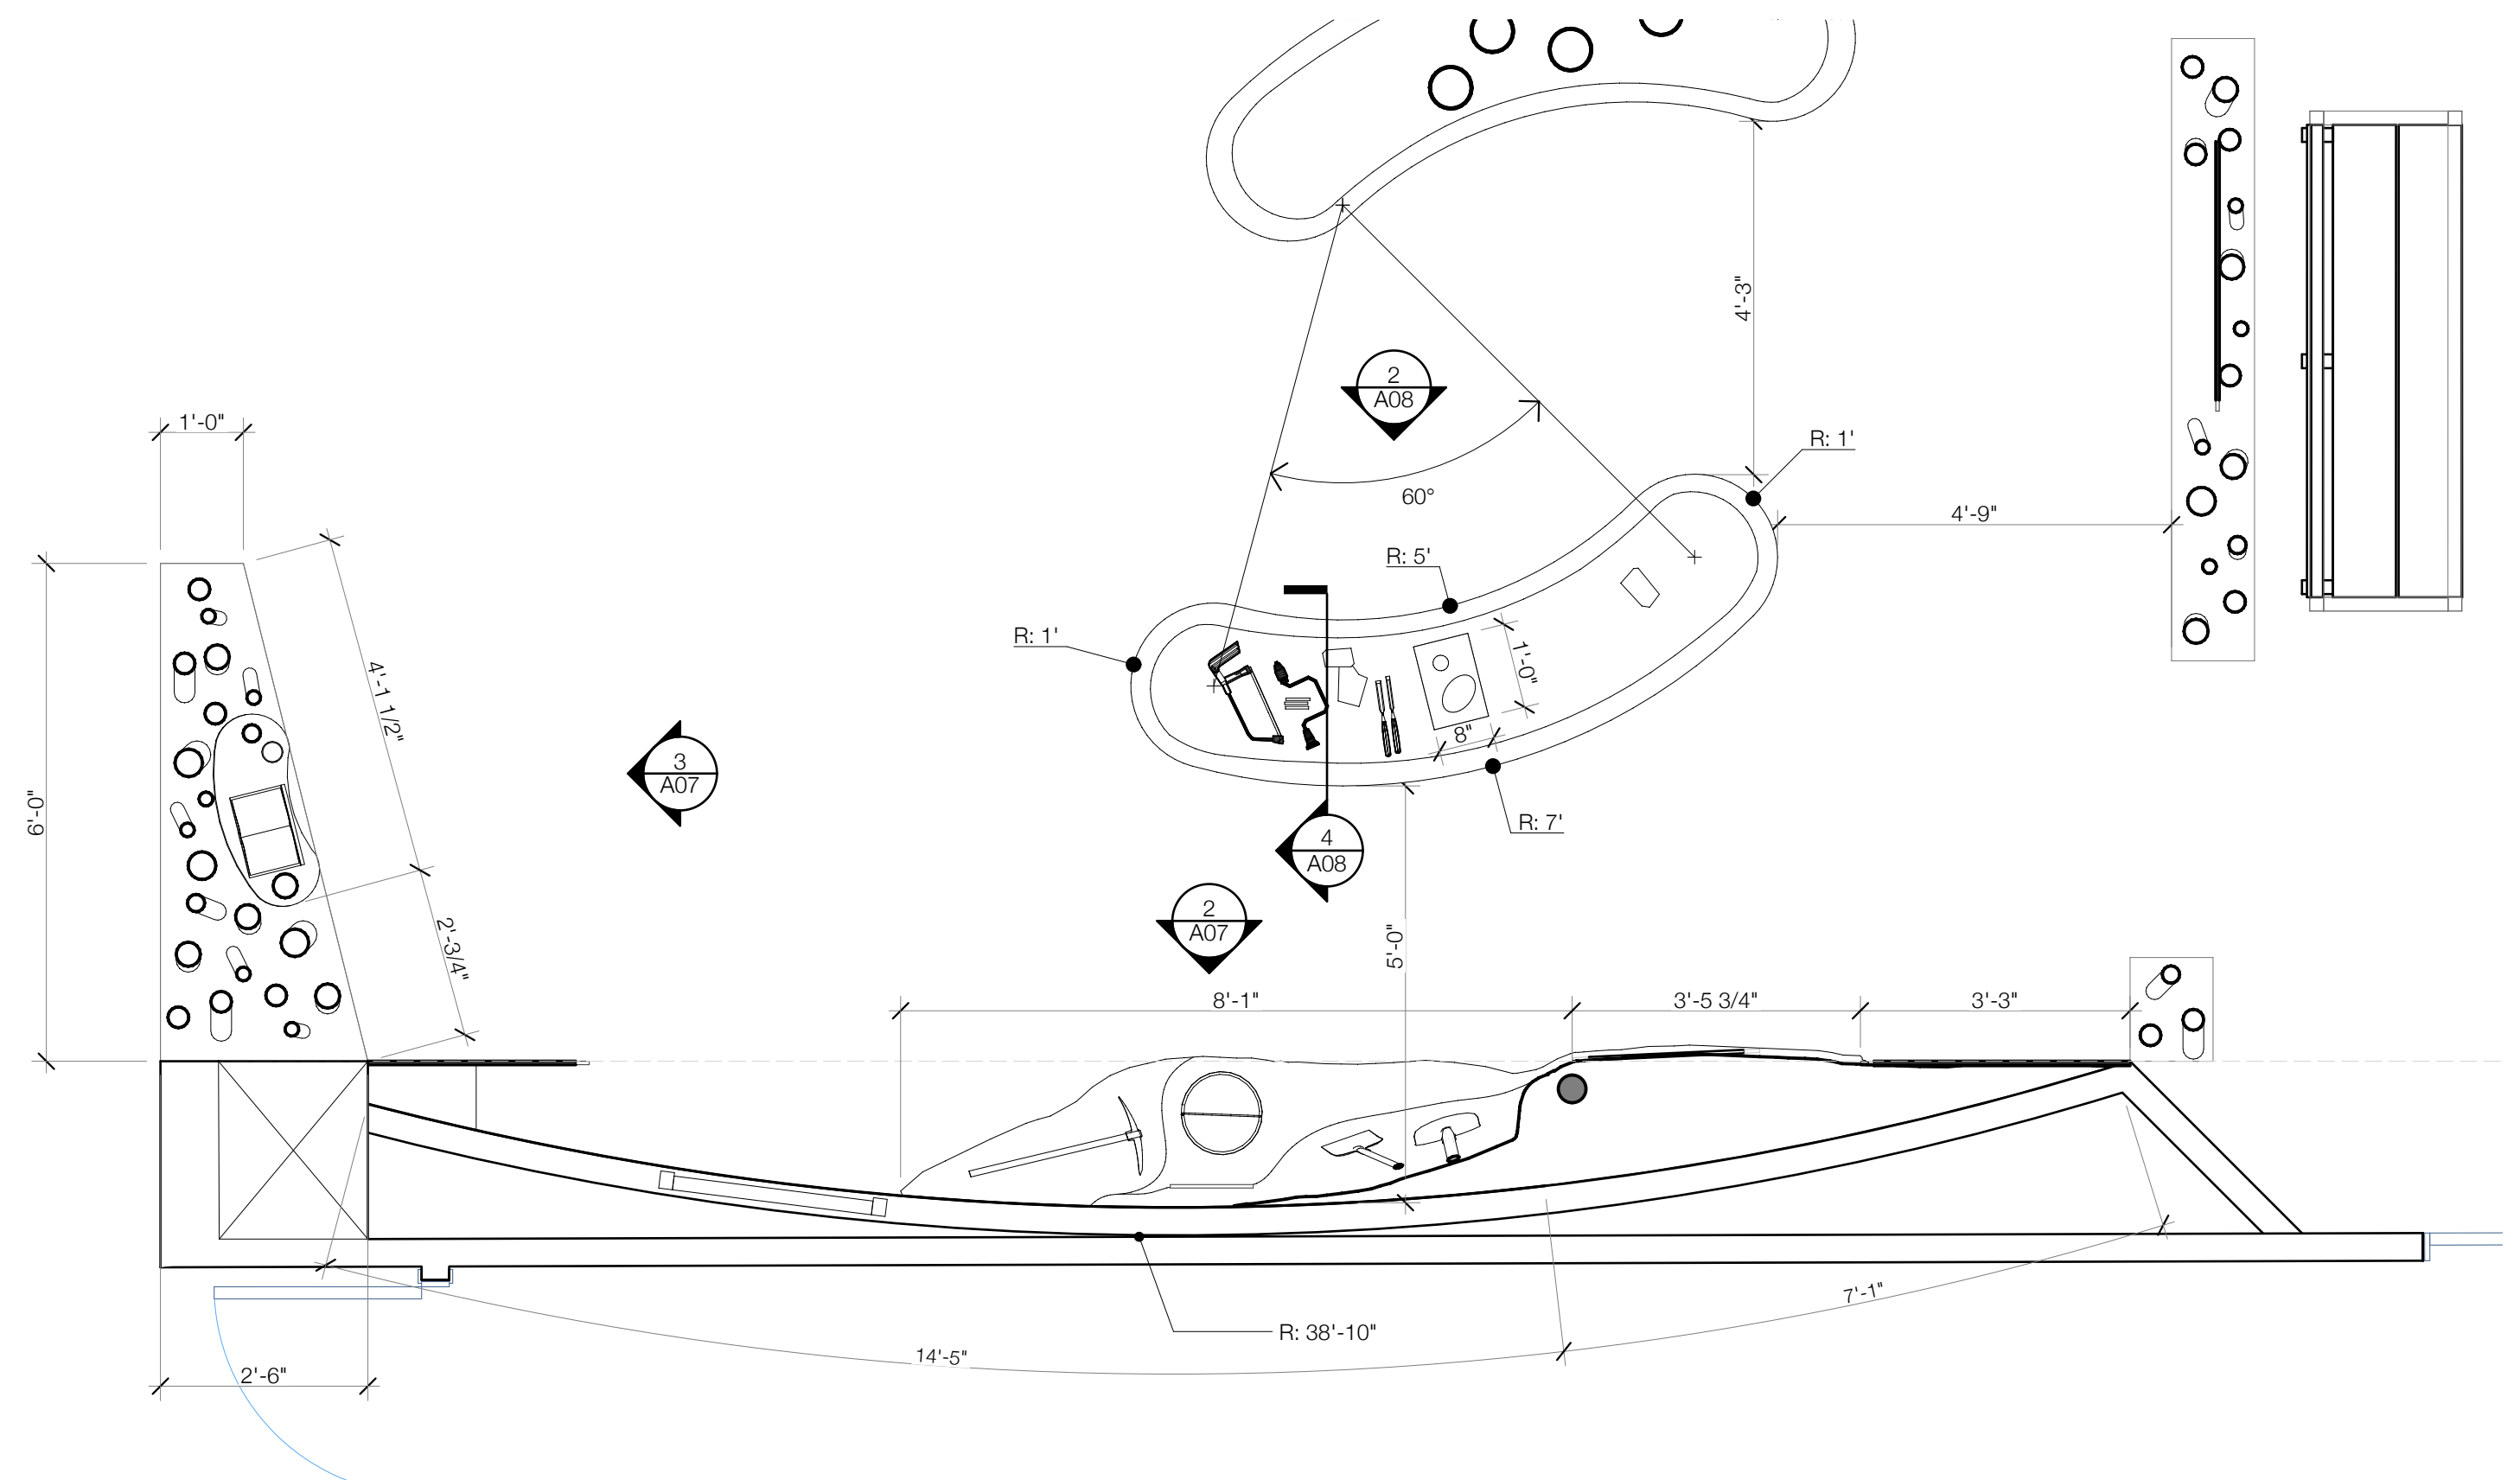 4'-3"
2
A08
1'-0"
R: 1'
60°
4'-9"
R: 5'
R: 1'
4'-1 1/2"
1'-0"
8"
3
A07
6'-0"
R: 7'
4
A08
2
A07
2'-3/4"
5'-0"
8'-1"
3'-5 3/4"
3'-3"
7'-1"
R: 38'-10"
14'-5"
2'-6"